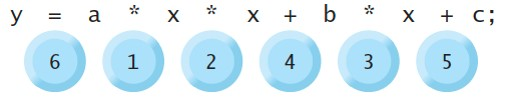 y = a * x * x + b * x + c;
6 1 2 4 3 5